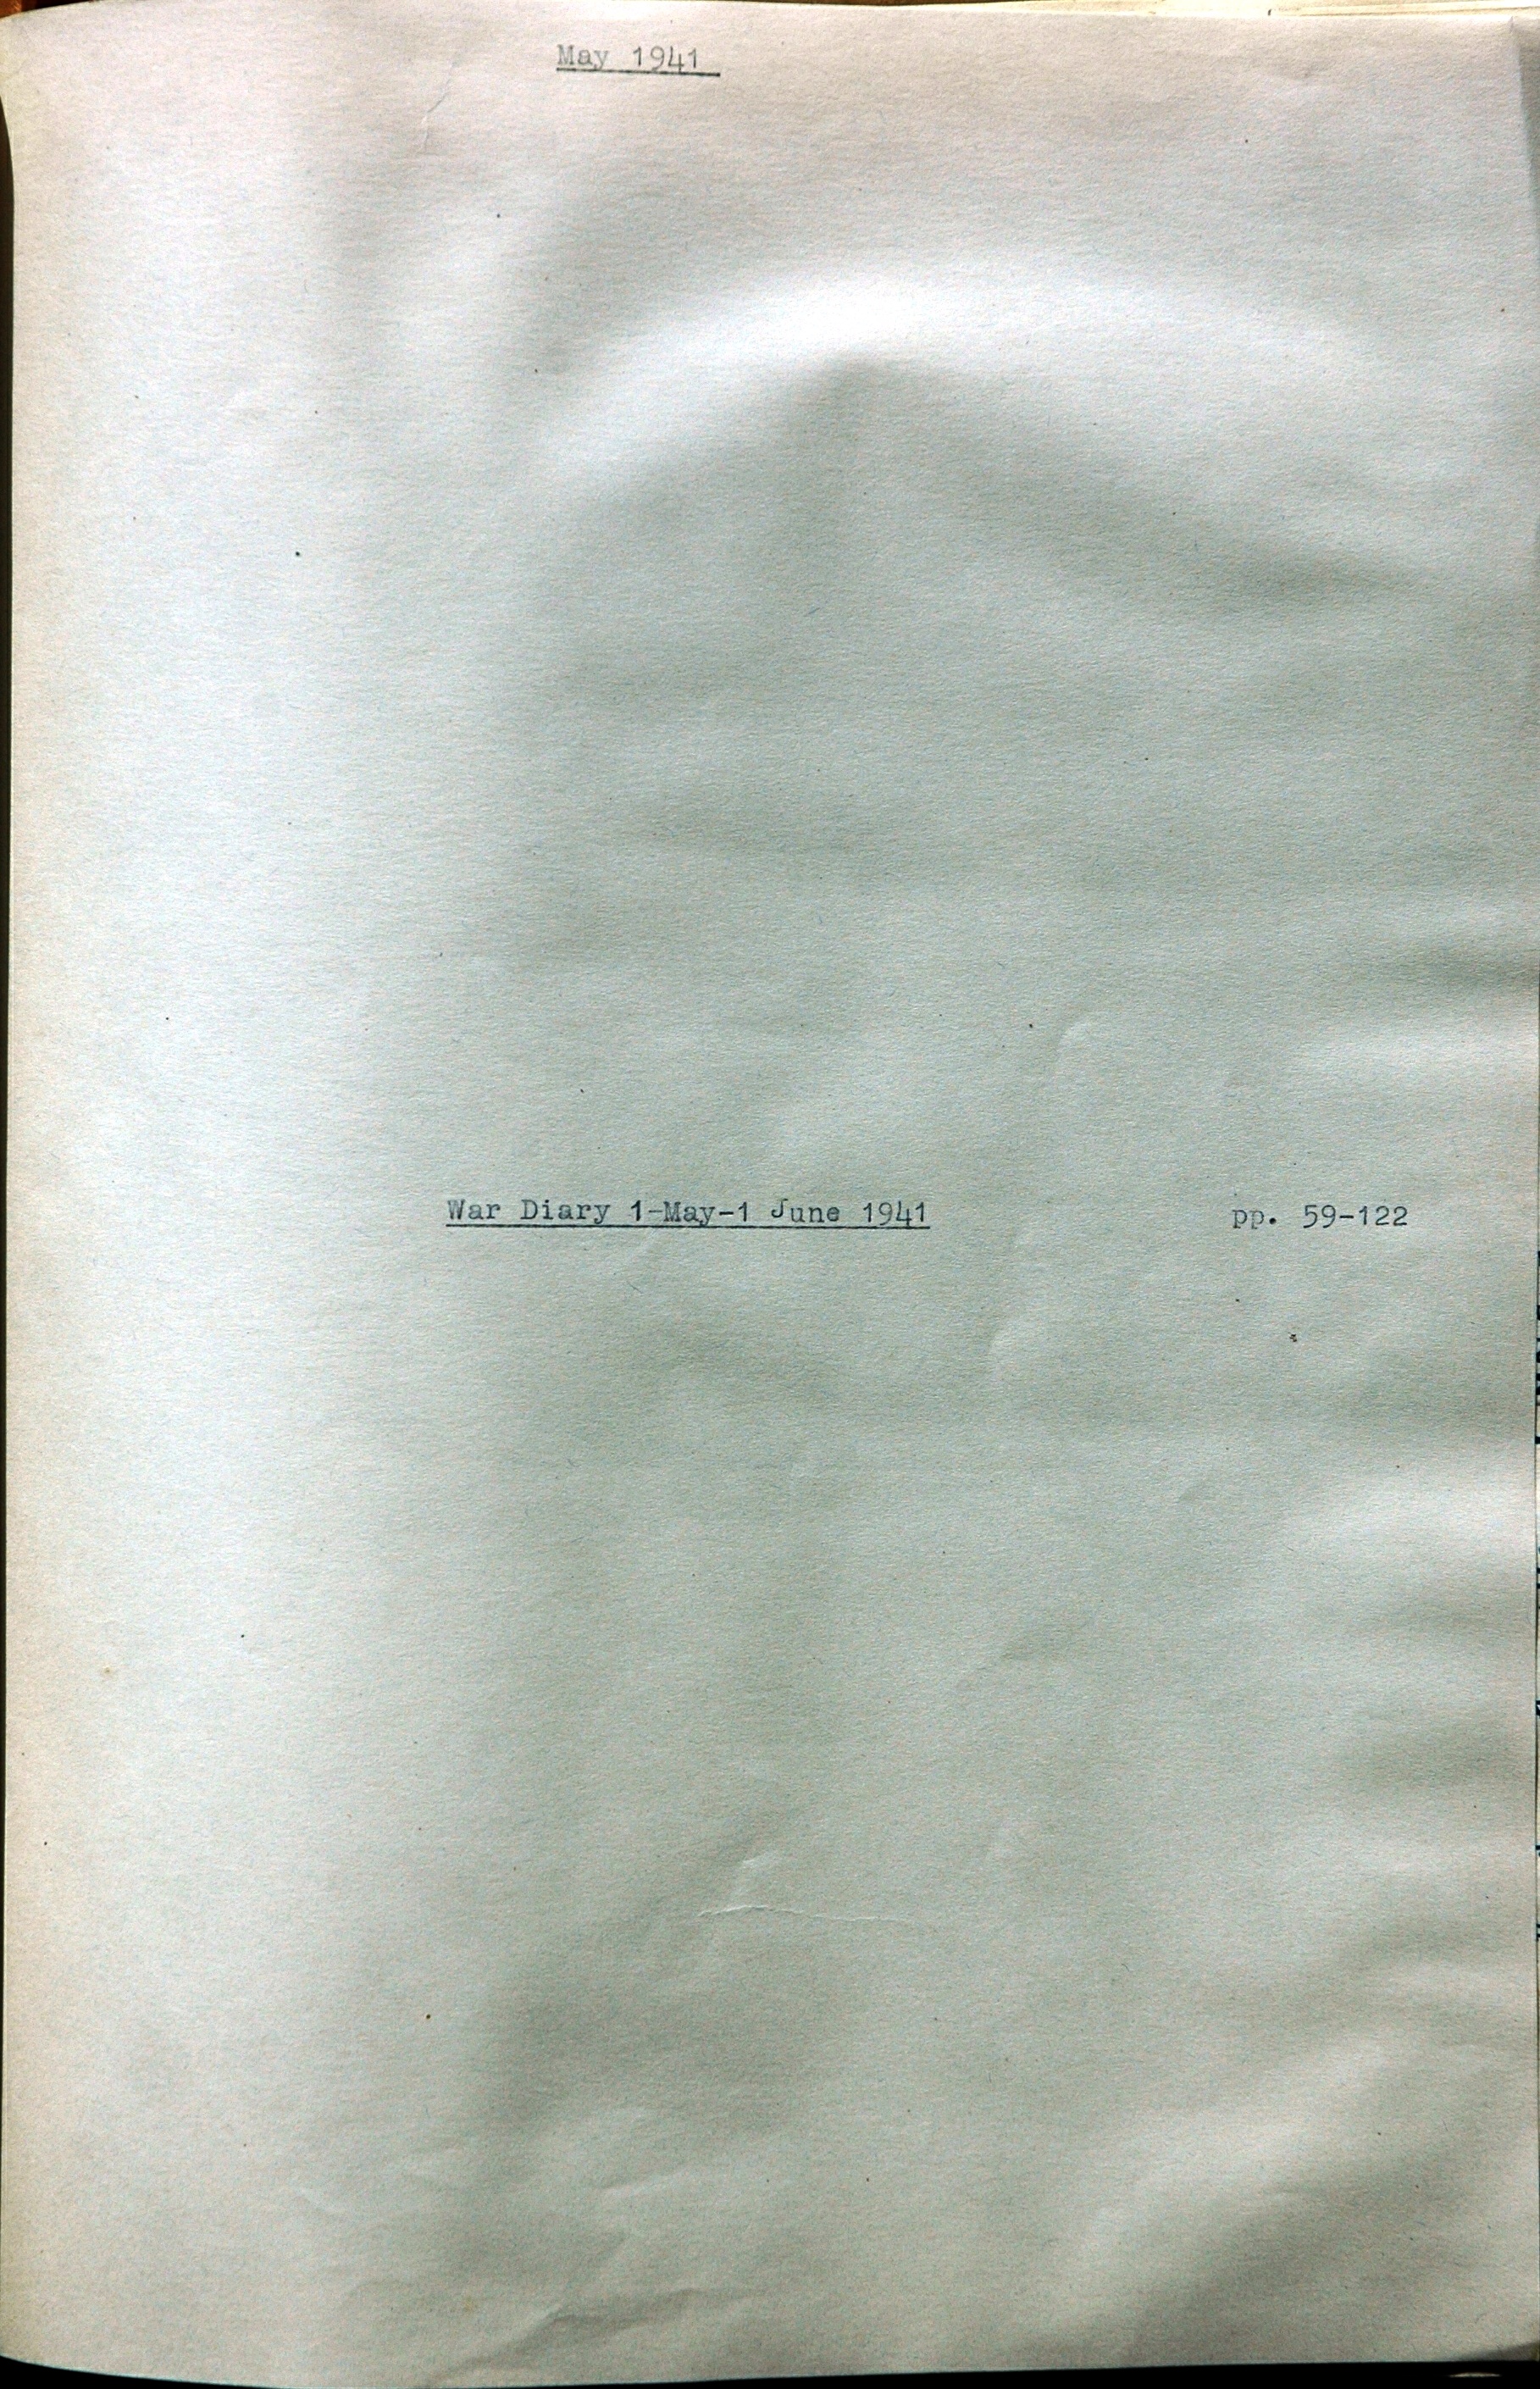 May 1941
War Diary 1-May-1 June 1941 pp. 59-122